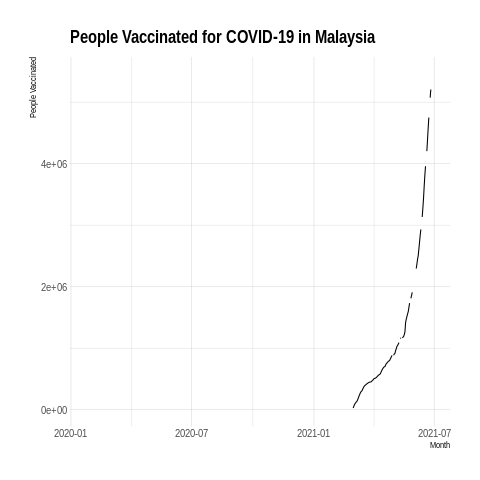 People Vaccinated for COVID-19 in Malaysia
People Vaccinated
4e+06
2e+06
0e+00
2020-01 2020-07 2021-01 2021-07
Month